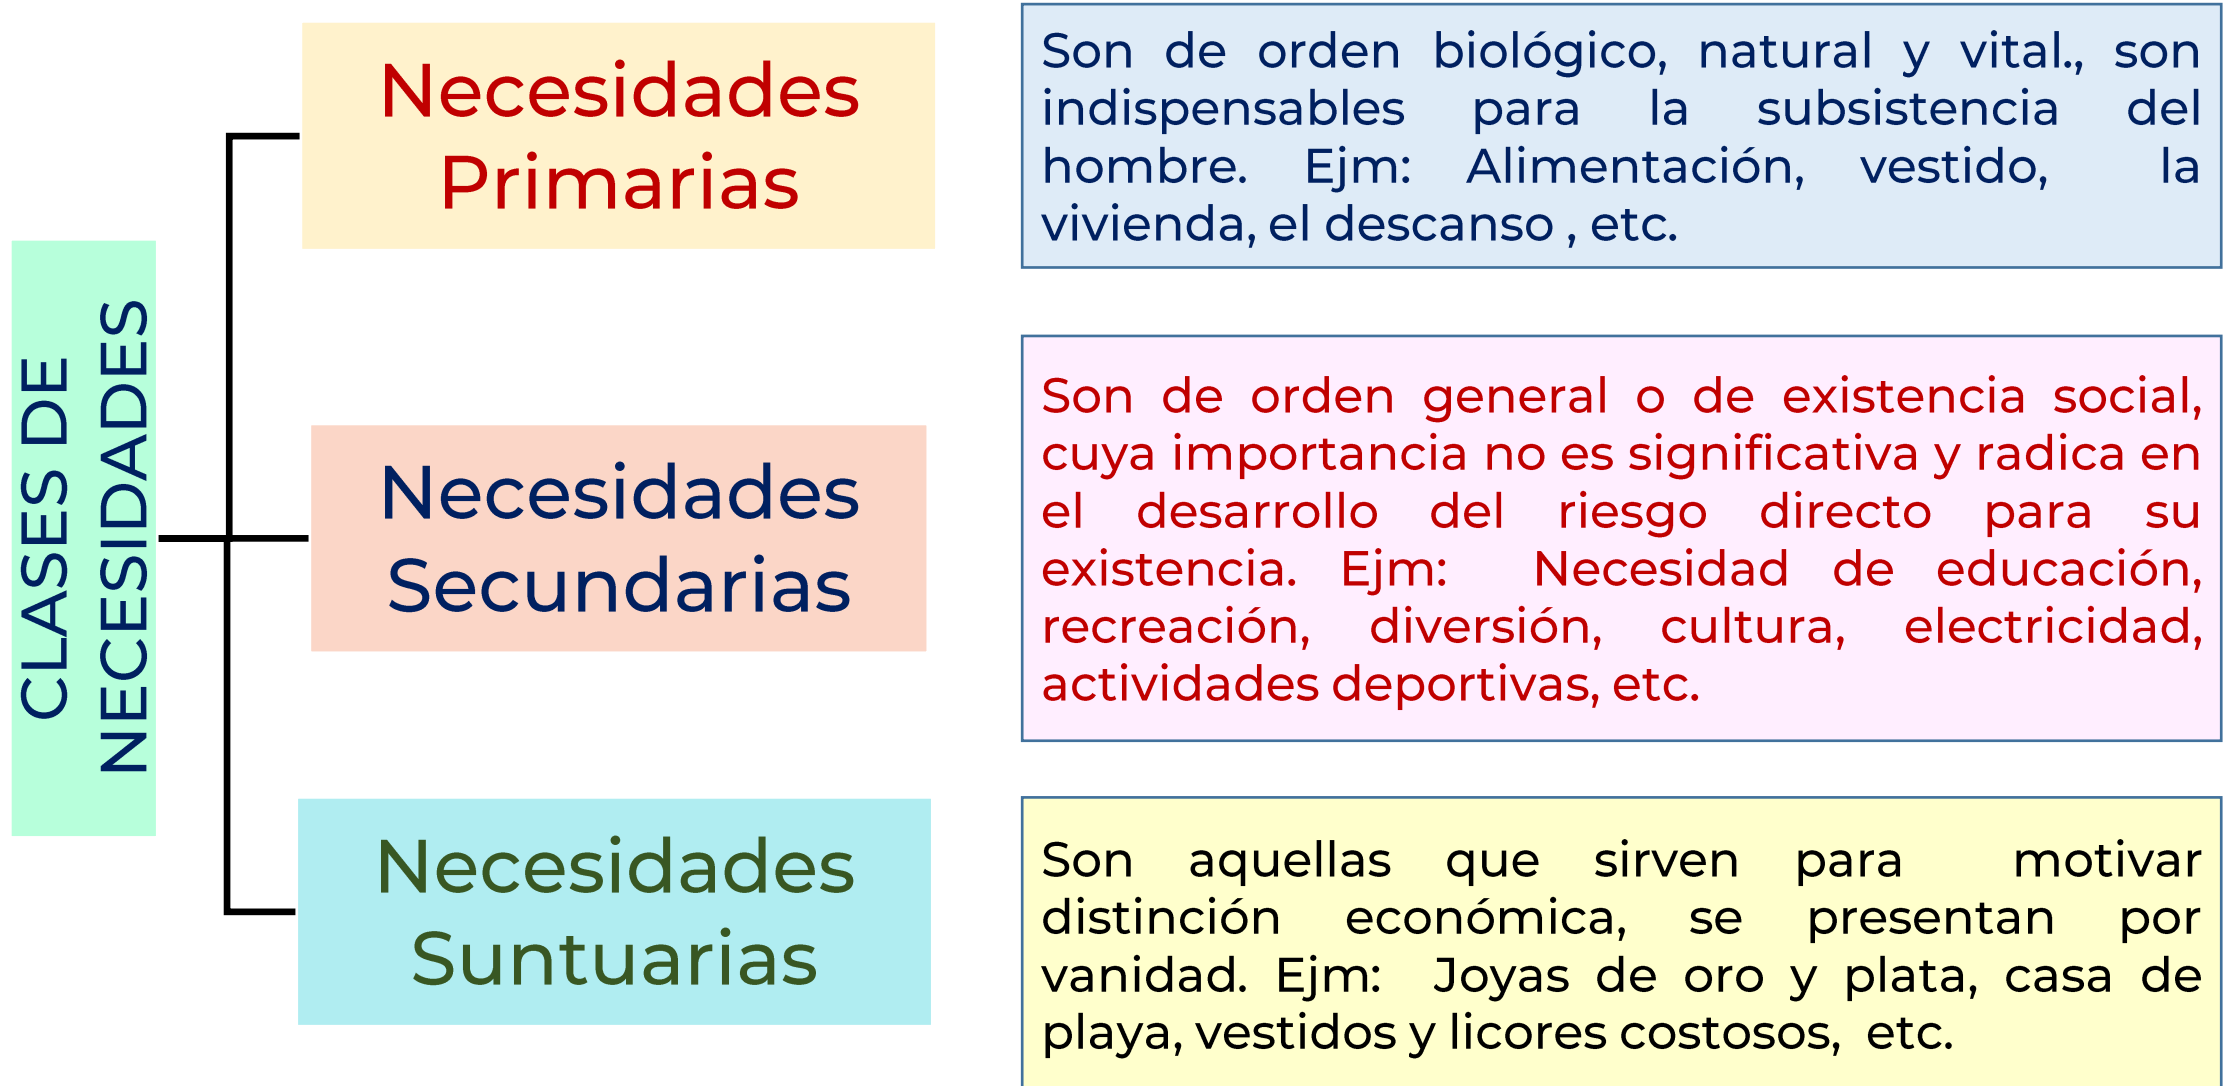 CLASES DE
NECESIDADES
Necesidades
Primarias
Son de orden biológico, natural y vital., son
indispensables para la subsistencia del
hombre. Ejm: Alimentación, vestido, la
vivienda, el descanso , etc.
Necesidades
Secundarias
Son de orden general o de existencia social,
cuya importancia no es significativa y radica en
el desarrollo del riesgo directo para su
existencia. Ejm: Necesidad de educación,
recreación, diversión, cultura, electricidad,
actividades deportivas, etc.
Necesidades
Suntuarias
Son aquellas que sirven para motivar
distinción económica, se presentan por
vanidad. Ejm: Joyas de oro y plata, casa de
playa, vestidos y licores costosos, etc.